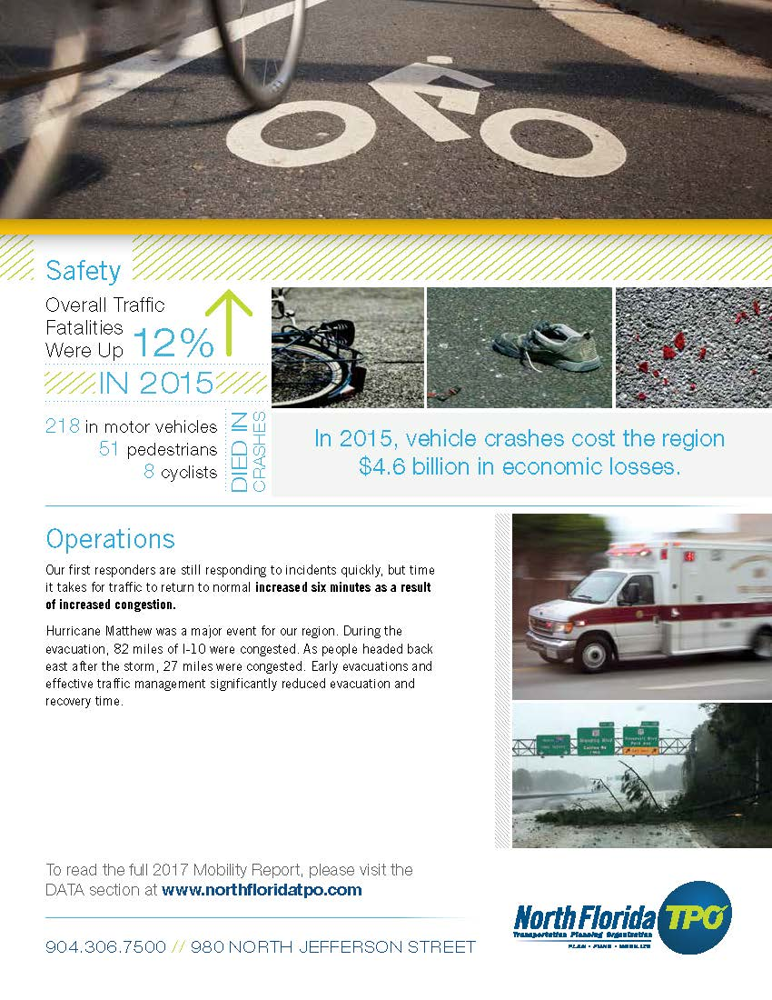 Safety
Overall Traffic
Fatalities
Were Up 12%
IN 2015
218 in motor vehicles
51 pedestrians
8 cyclists
DIED IN
CRASHES
In 2015, vehicle crashes cost the region
$4.6 billion in economic losses.
Operations
Our first responders are still responding to incidents quickly, but time
it takes for traffic to return to normal increased six minutes as a result
of increased congestion.
Hurricane Matthew was a major event for our region. During the
evacuation, 82 miles of I-10 were congested. As people headed back
east after the storm, 27 miles were congested. Early evacuations and
effective traffic management significantly reduced evacuation and
recovery time.
To read the full 2017 Mobility Report, please visit the
DATA section at www.northfloridatpo.com
904.306.7500 // 980 NORTH JEFFERSON STREET
North Florida TPO
Transportation Planning Organization
PLAN • FUND • MOBILIZE